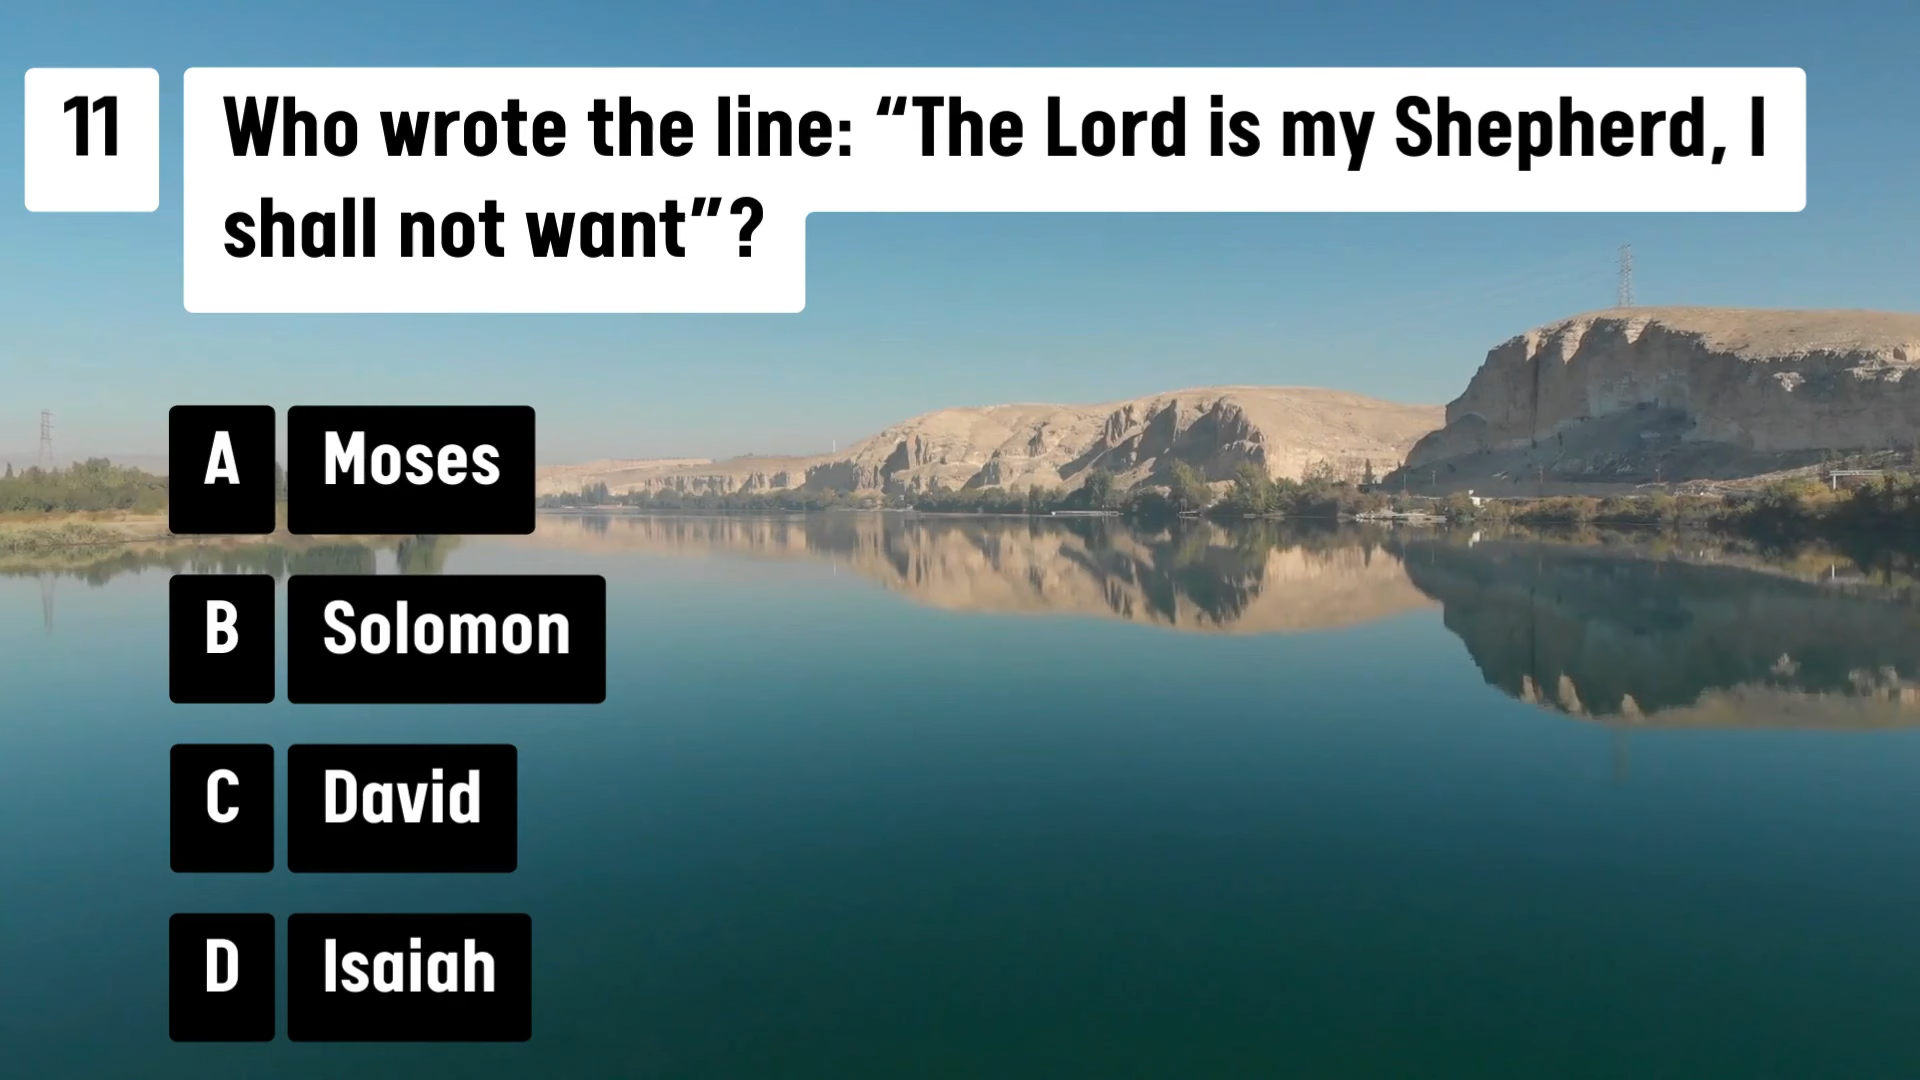 11
Who wrote the line: “The Lord is my Shepherd, I
shall not want”?
A Moses
B Solomon
C David
D Isaiah